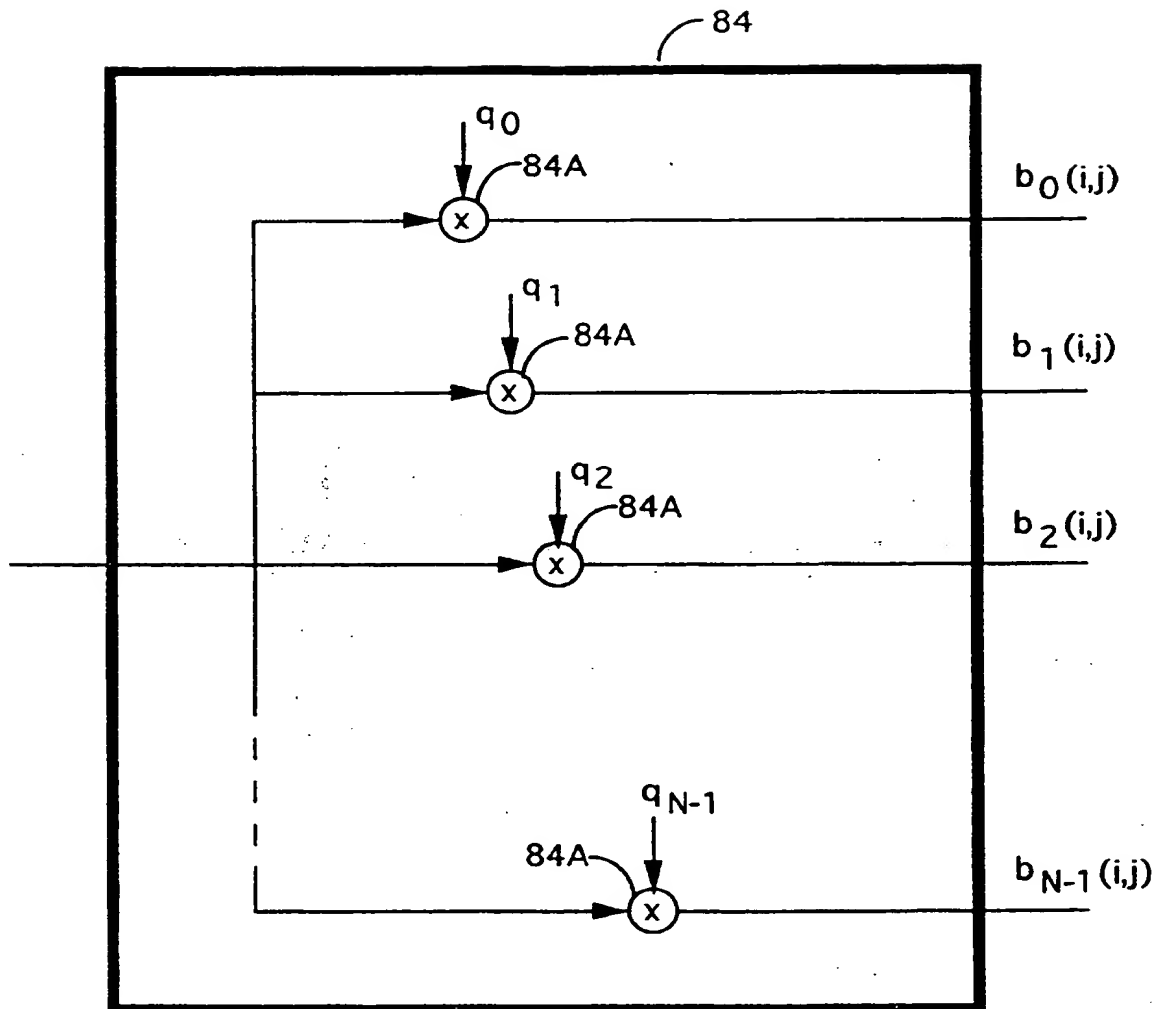 84
q0
84A
b0(i,j)
x
q1
84A
b1(i,j)
x
q2
84A
b2(i,j)
x
qN-1
84A
bN-1(i,j)
x